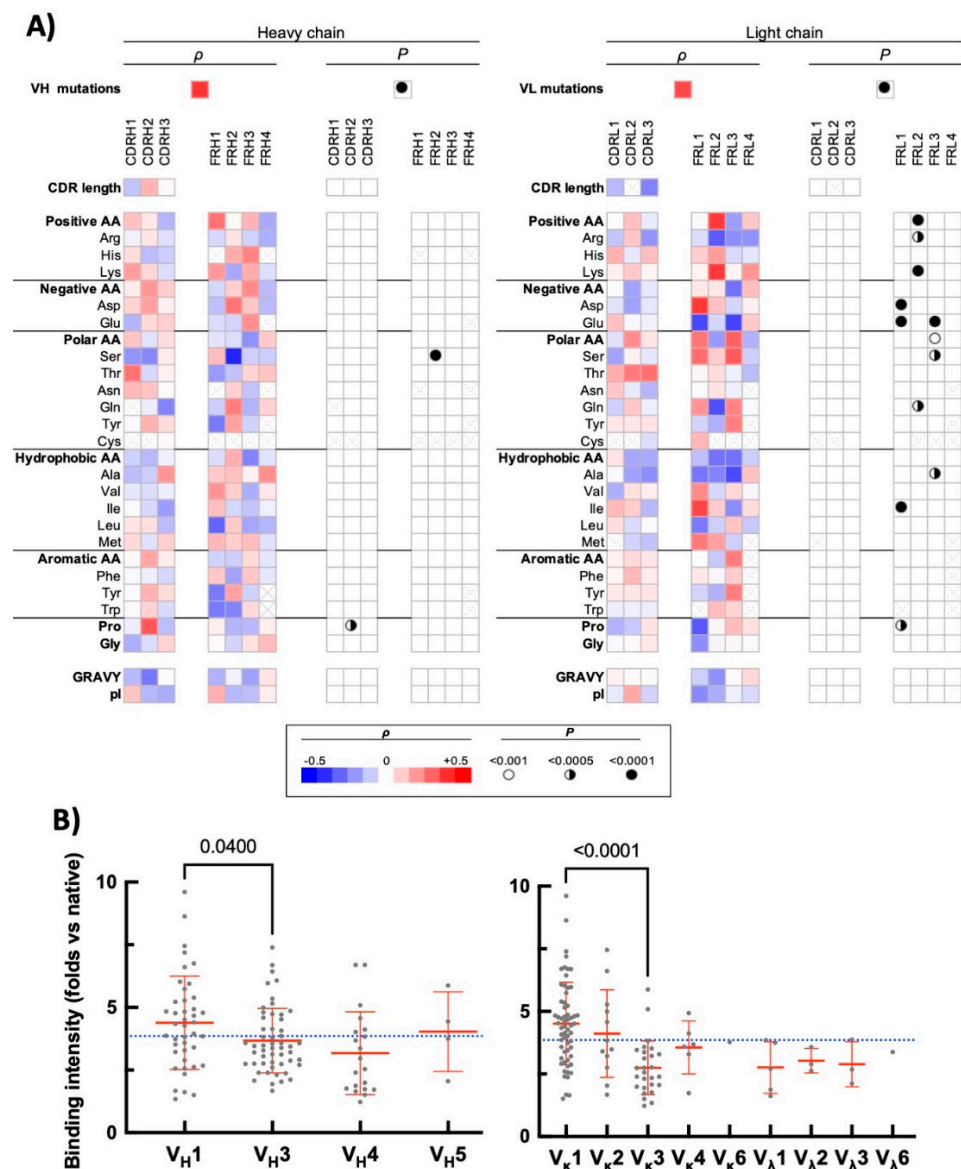 A)
Heavy chain
Light chain
ρ
P
ρ
P
VH mutations
VL mutations
CDRH1
CDRH2
CDRH3
FRH1
FRH2
FRH3
FRH4
CDRH1
CDRH2
CDRH3
FRH1
FRH2
FRH3
FRH4
CDRL1
CDRL2
CDRL3
FRL1
FRL2
FRL3
FRL4
CDRL1
CDRL2
CDRL3
FRL1
FRL2
FRL3
FRL4
CDR length
CDR length
Positive AA
Positive AA
Arg
Arg
His
His
Lys
Lys
Negative AA
Negative AA
Asp
Asp
Glu
Glu
Polar AA
Polar AA
Ser
Ser
Thr
Thr
Asn
Asn
Gln
Gln
Tyr
Tyr
Cys
Cys
Hydrophobic AA
Hydrophobic AA
Ala
Ala
Val
Val
Ile
Ile
Leu
Leu
Met
Met
Aromatic AA
Aromatic AA
Phe
Phe
Tyr
Tyr
Trp
Trp
Pro
Pro
Gly
Gly
GRAVY
GRAVY
pI
pI
ρ
P
-0.5
0
+0.5
<0.001
<0.0005
<0.0001
B)
Binding intensity (folds vs native)
0.0400
<0.0001
10
5
0
10
5
0
VH1
VH3
VH4
VH5
Vκ1
Vκ2
Vκ3
Vκ4
Vκ6
Vλ1
Vλ2
Vλ3
Vλ6